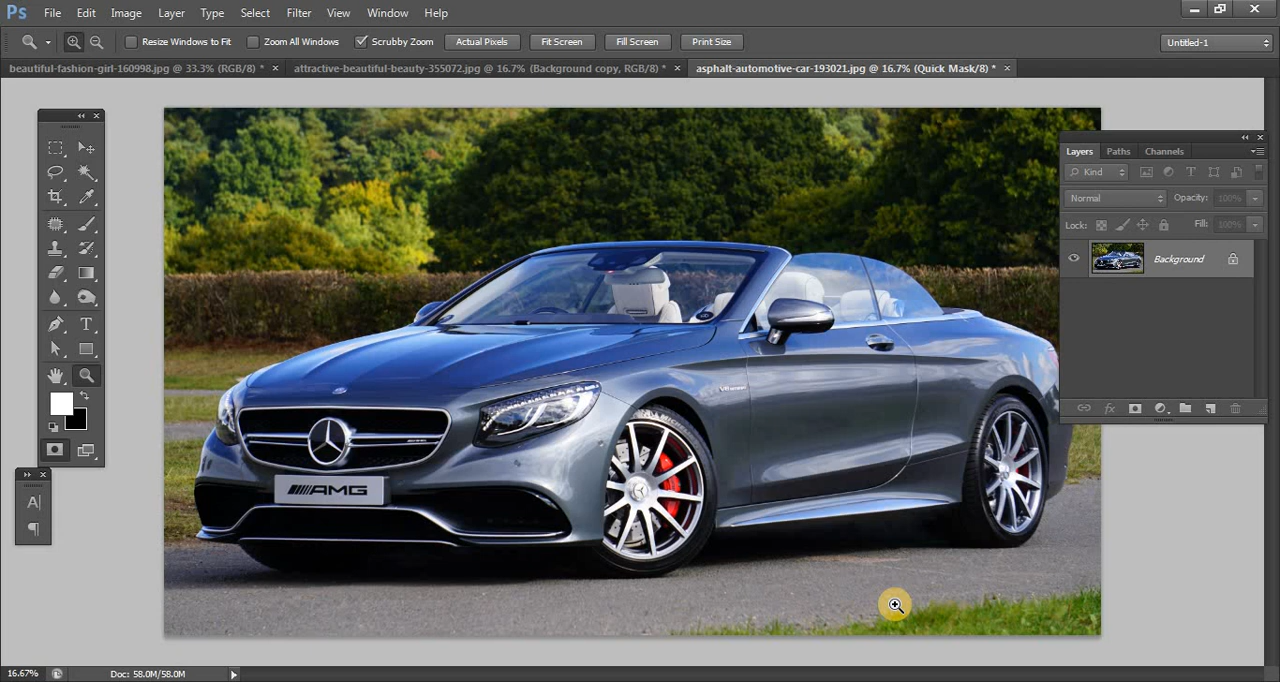 Ps File Edit Image Layer Type Select Filter View Window Help
Resize Windows to Fit Zoom All Windows Scrubby Zoom Actual Pixels Fit Screen Fill Screen Print Size Untitled-1
beautiful-fashion-girl-160998.jpg @ 33.3% (RGB/8) * × attractive-beautiful-beauty-355072.jpg @ 16.7% (Background copy, RGB/8) * × asphalt-automotive-car-193021.jpg @ 16.7% (Quick Mask/8) * ×
Layers Paths Channels
Kind
Normal Opacity: 100%
Lock: Fill: 100%
Background
fx
T
A
AMG
16.67% Doc: 58.0M/58.0M